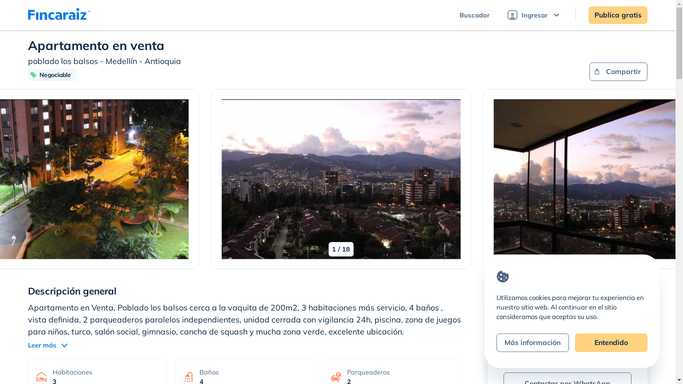 Fincaraiz
Buscador
Ingresar
Publica gratis
Apartamento en venta
poblado los balsos - Medellín - Antioquia
Negociable
Compartir
1 / 10
Descripción general
Apartamento en Venta, Poblado los balsos cerca a la vaquita de 200m2, 3 habitaciones más servicio, 4 baños ,
vista definida, 2 parqueaderos paralelos independientes, unidad cerrada con vigilancia 24h, piscina, zona de juegos
para niños, turco, salón social, gimnasio, cancha de squash y mucha zona verde, excelente ubicación.
Leer más
Habitaciones
3
Baños
4
Parqueaderos
2
Utilizamos cookies para mejorar tu experiencia en
nuestro sitio web. Al continuar en el sitio
consideramos que aceptas su uso.
Más información
Entendido
Contactar por WhatsApp